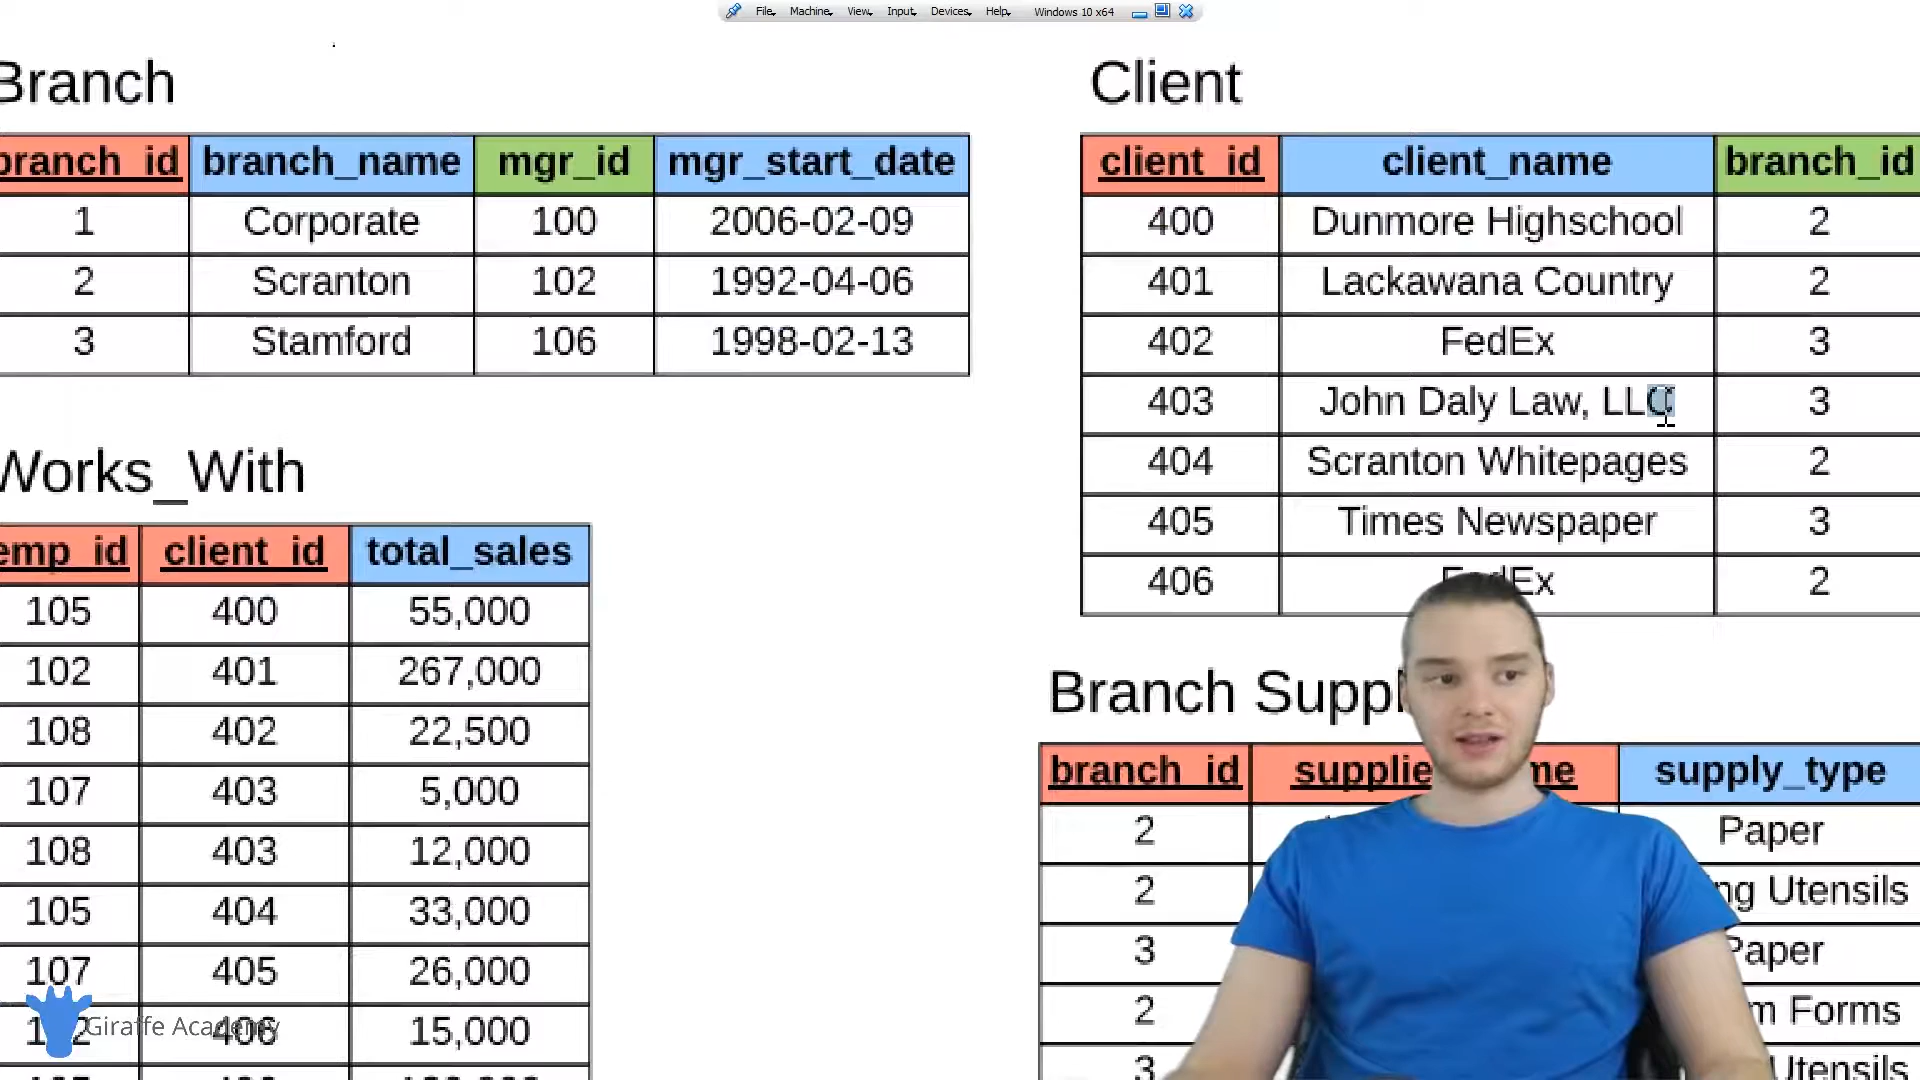 File Machine View Input Devices Help Windows 10 x64
Branch
branch_id branch_name mgr_id mgr_start_date
1 Corporate 100 2006-02-09
2 Scranton 102 1992-04-06
3 Stamford 106 1998-02-13
Works_With
emp_id client_id total_sales
105 400 55,000
102 401 267,000
108 402 22,500
107 403 5,000
108 403 12,000
105 404 33,000
107 405 26,000
406 15,000
Giraffe Academy
Client
client_id client_name branch_id
400 Dunmore Highschool 2
401 Lackawana Country 2
402 FedEx 3
403 John Daly Law, LLC 3
404 Scranton Whitepages 2
405 Times Newspaper 3
406 FedEx 2
Branch Suppl
branch_id supplie me supply_type
2 Paper
2 ng Utensils
3 Paper
2 m Forms
3 Utensils